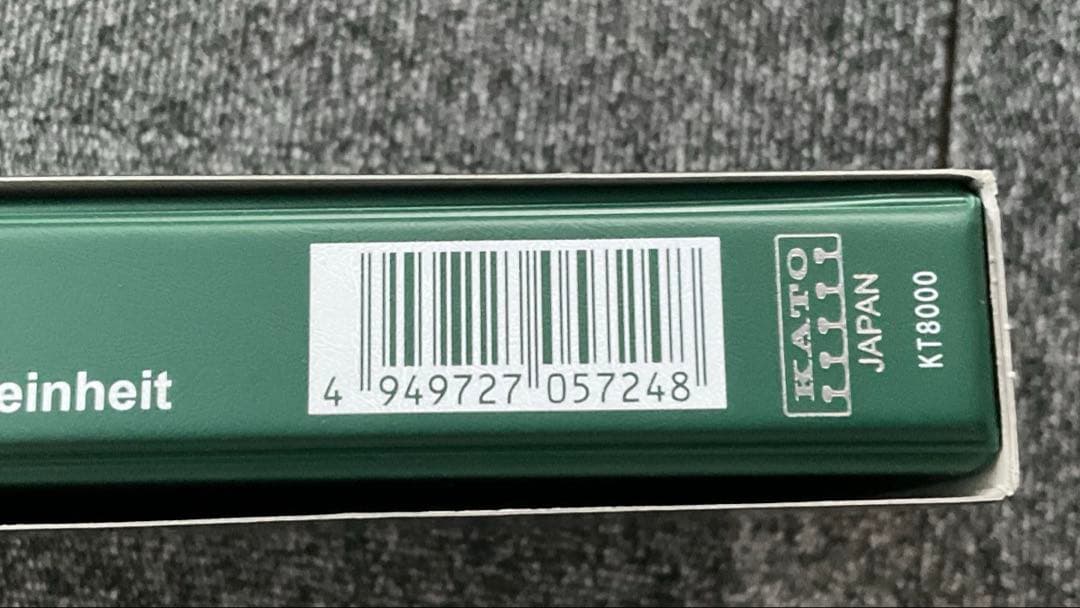 einheit
4 949727 057248
KATO
JAPAN
KT8000